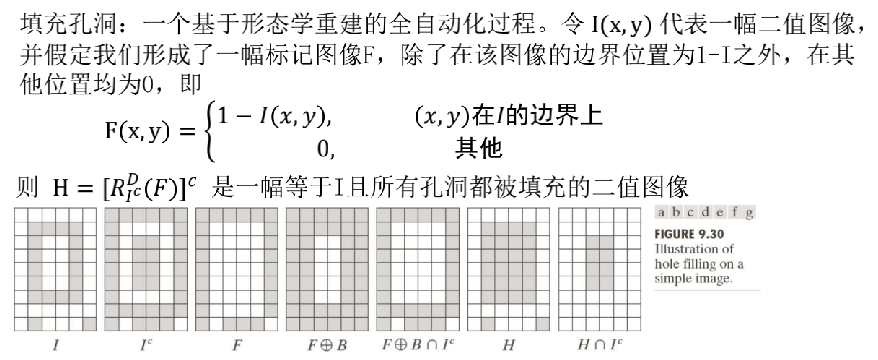 填充孔洞：一个基于形态学重建的全自动化过程。令 I(x,y) 代表一幅二值图像，
并假定我们形成了一幅标记图像F，除了在该图像的边界位置为1-I之外，在其
他位置均为0，即
F(x,y) = { 1 − I(x,y), (x,y)在I的边界上
0, 其他
则 H = [R_{I^c}^D(F)]^c 是一幅等于I且所有孔洞都被填充的二值图像
a b c d e f g
FIGURE 9.30
Illustration of
hole filling on a
simple image.
I I^c F F ⊕ B F ⊕ B ∩ I^c H H ∩ I^c